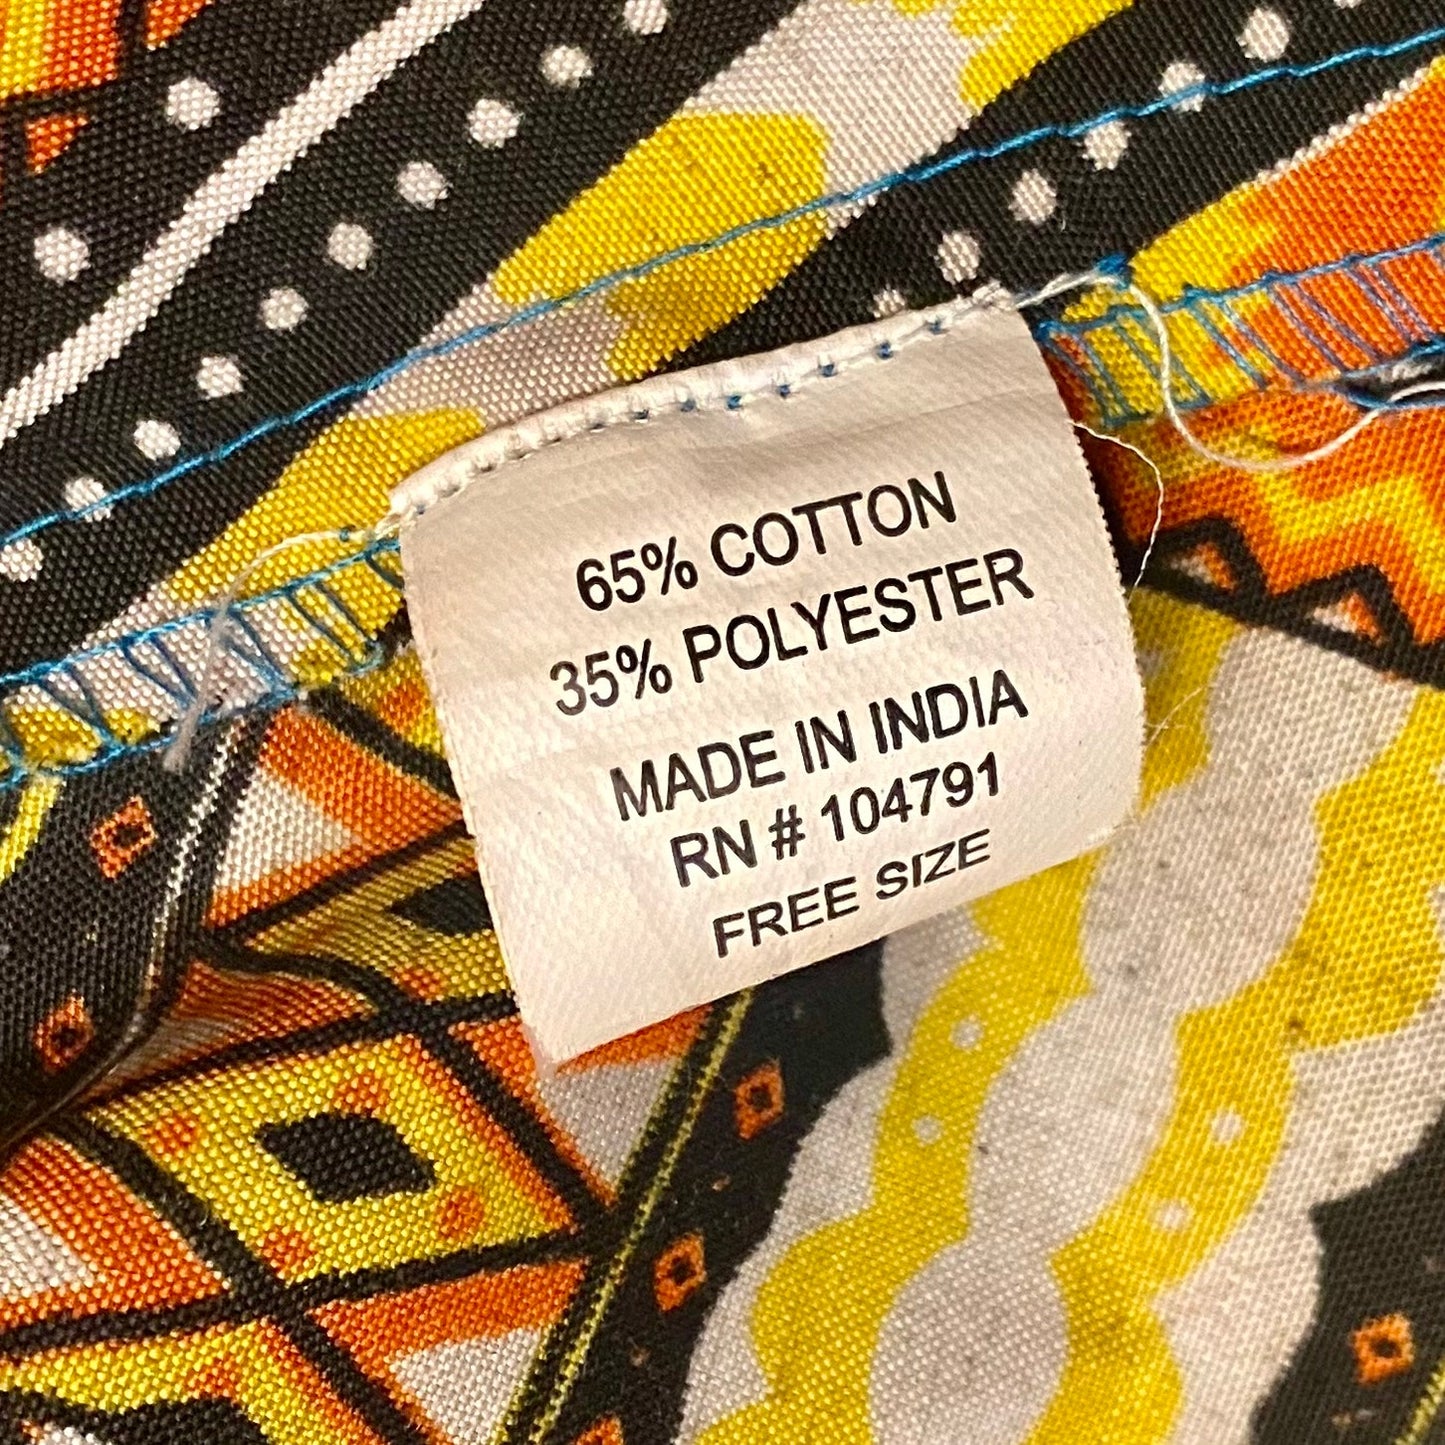 65% COTTON
35% POLYESTER
MADE IN INDIA
RN # 104791
FREE SIZE